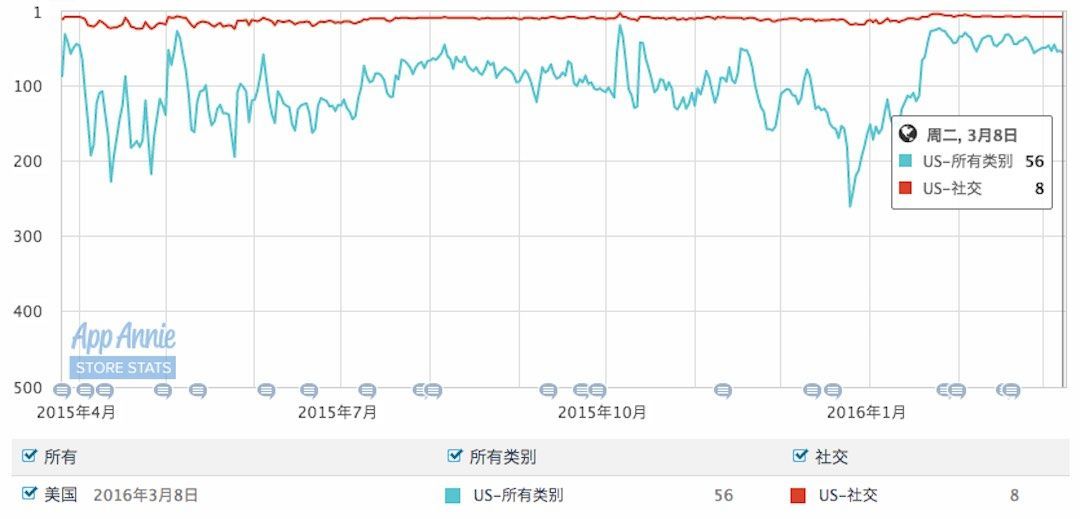 1
100
200
300
400
500
周二, 3月8日
US-所有类别 56
US-社交 8
App Annie
STORE STATS
2015年4月 2015年7月 2015年10月 2016年1月
所有 所有类别 社交
美国 2016年3月8日 US-所有类别 56 US-社交 8